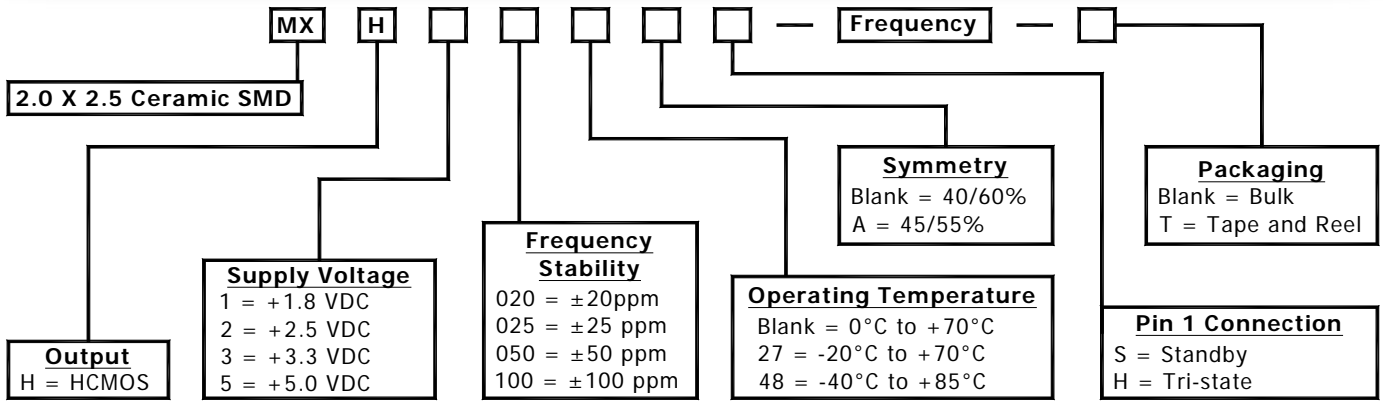 MX H — Frequency —
2.0 X 2.5 Ceramic SMD
Output
H = HCMOS
Supply Voltage
1 = +1.8 VDC
2 = +2.5 VDC
3 = +3.3 VDC
5 = +5.0 VDC
Frequency
Stability
020 = ±20ppm
025 = ±25 ppm
050 = ±50 ppm
100 = ±100 ppm
Operating Temperature
Blank = 0°C to +70°C
27 = -20°C to +70°C
48 = -40°C to +85°C
Symmetry
Blank = 40/60%
A = 45/55%
Pin 1 Connection
S = Standby
H = Tri-state
Packaging
Blank = Bulk
T = Tape and Reel